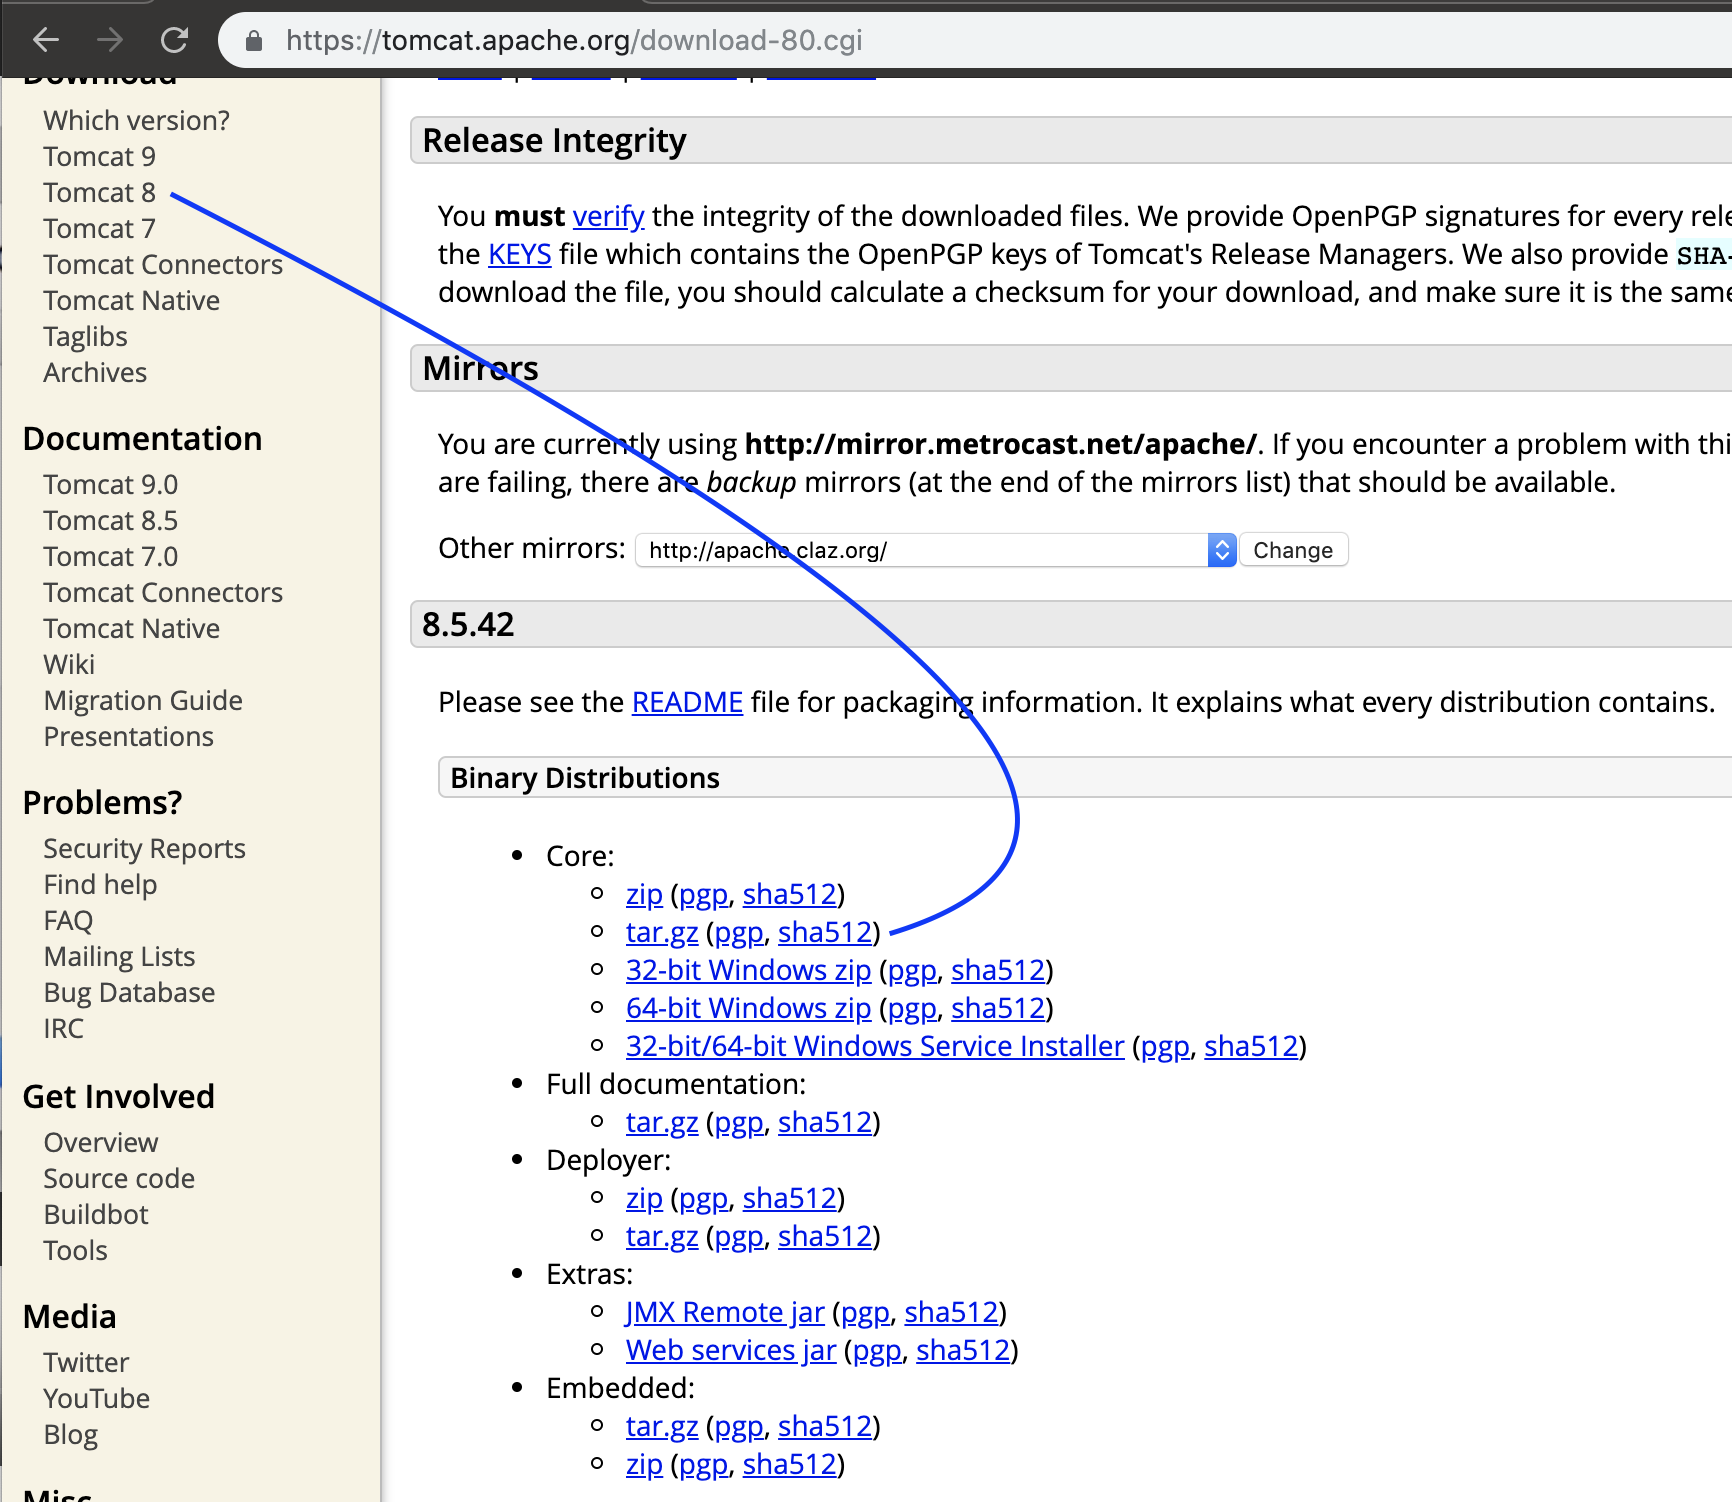 https://tomcat.apache.org/download-80.cgi
Download
Which version?
Tomcat 9
Tomcat 8
Tomcat 7
Tomcat Connectors
Tomcat Native
Taglibs
Archives
Documentation
Tomcat 9.0
Tomcat 8.5
Tomcat 7.0
Tomcat Connectors
Tomcat Native
Wiki
Migration Guide
Presentations
Problems?
Security Reports
Find help
FAQ
Mailing Lists
Bug Database
IRC
Get Involved
Overview
Source code
Buildbot
Tools
Media
Twitter
YouTube
Blog
Misc
Release Integrity
You must verify the integrity of the downloaded files. We provide OpenPGP signatures for every rele
the KEYS file which contains the OpenPGP keys of Tomcat's Release Managers. We also provide SHA-
download the file, you should calculate a checksum for your download, and make sure it is the same
Mirrors
You are currently using http://mirror.metrocast.net/apache/. If you encounter a problem with thi
are failing, there are backup mirrors (at the end of the mirrors list) that should be available.
Other mirrors: http://apache.claz.org/ Change
8.5.42
Please see the README file for packaging information. It explains what every distribution contains.
Binary Distributions
Core:
zip (pgp, sha512)
tar.gz (pgp, sha512)
32-bit Windows zip (pgp, sha512)
64-bit Windows zip (pgp, sha512)
32-bit/64-bit Windows Service Installer (pgp, sha512)
Full documentation:
tar.gz (pgp, sha512)
Deployer:
zip (pgp, sha512)
tar.gz (pgp, sha512)
Extras:
JMX Remote jar (pgp, sha512)
Web services jar (pgp, sha512)
Embedded:
tar.gz (pgp, sha512)
zip (pgp, sha512)